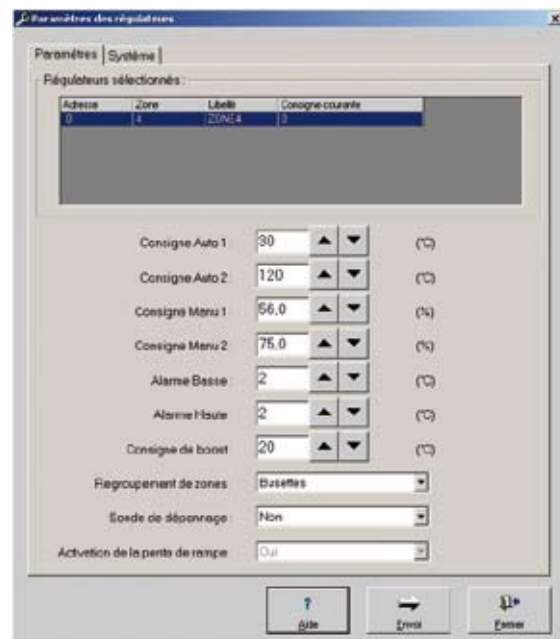 Paramètres des régulateurs
Paramètres Système
Régulateurs sélectionnés :
Adresse Zone Libellé Consigne courante
0 4 ZONE4 0
Consigne Auto 1 30 (°C)
Consigne Auto 2 120 (°C)
Consigne Manu 1 56,0 (%)
Consigne Manu 2 75,0 (%)
Alarme Basse 2 (°C)
Alarme Haute 2 (°C)
Consigne de boost 20 (°C)
Regroupement de zones Busettes
Sonde de dépannage Non
Activation de la pente de rampe Oui
? Aide Envoi Fermer